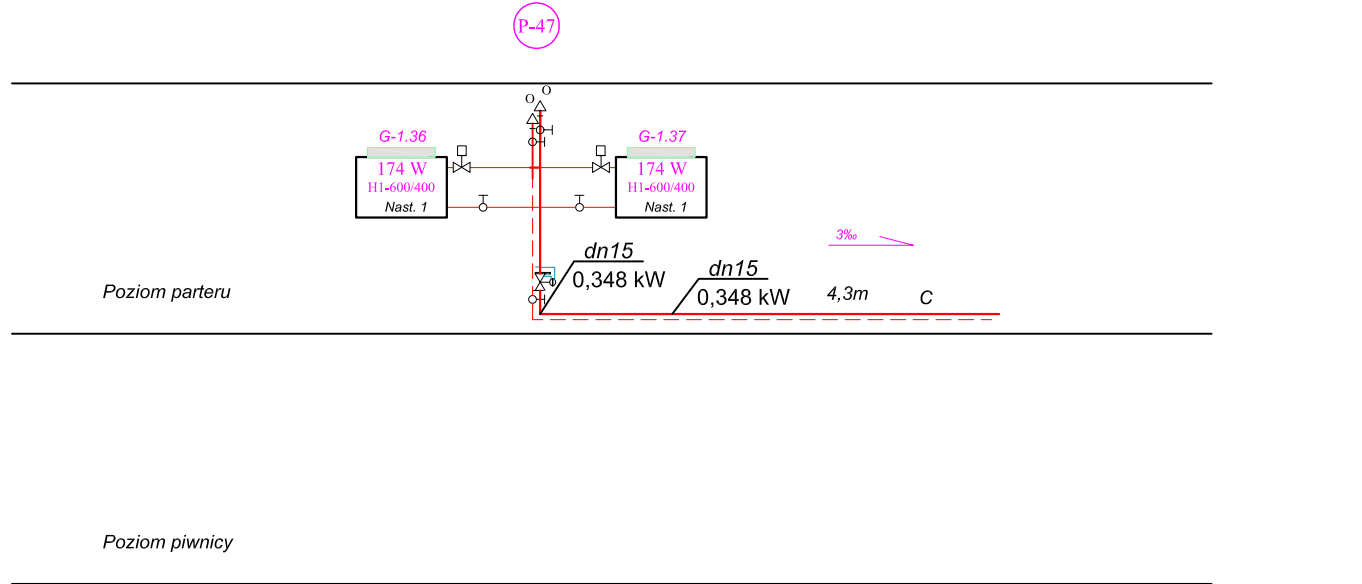 P-47
O
O
G-1.36
174 W
H1-600/400
Nast. 1
G-1.37
174 W
H1-600/400
Nast. 1
3‰
dn15
0,348 kW
dn15
0,348 kW
4,3m
C
Poziom parteru
Poziom piwnicy